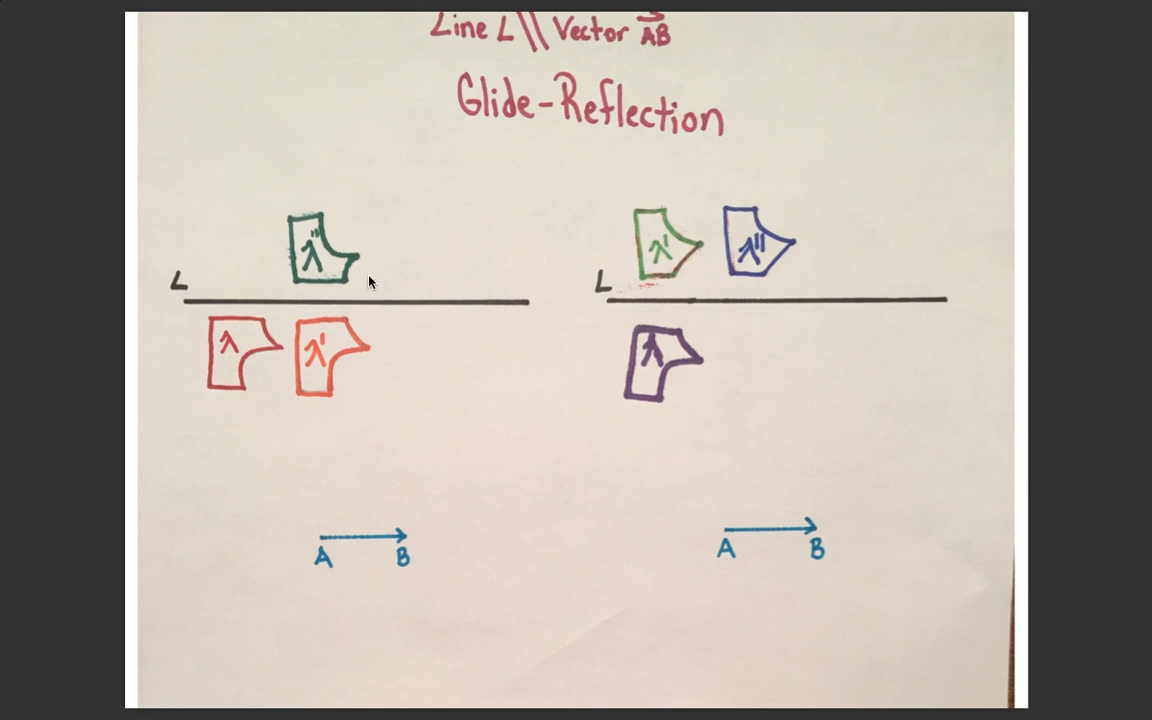 Line L \\ Vector AB
Glide-Reflection
L
λ"
λ
λ'
A
B
L
λ'
λ"
λ
A
B